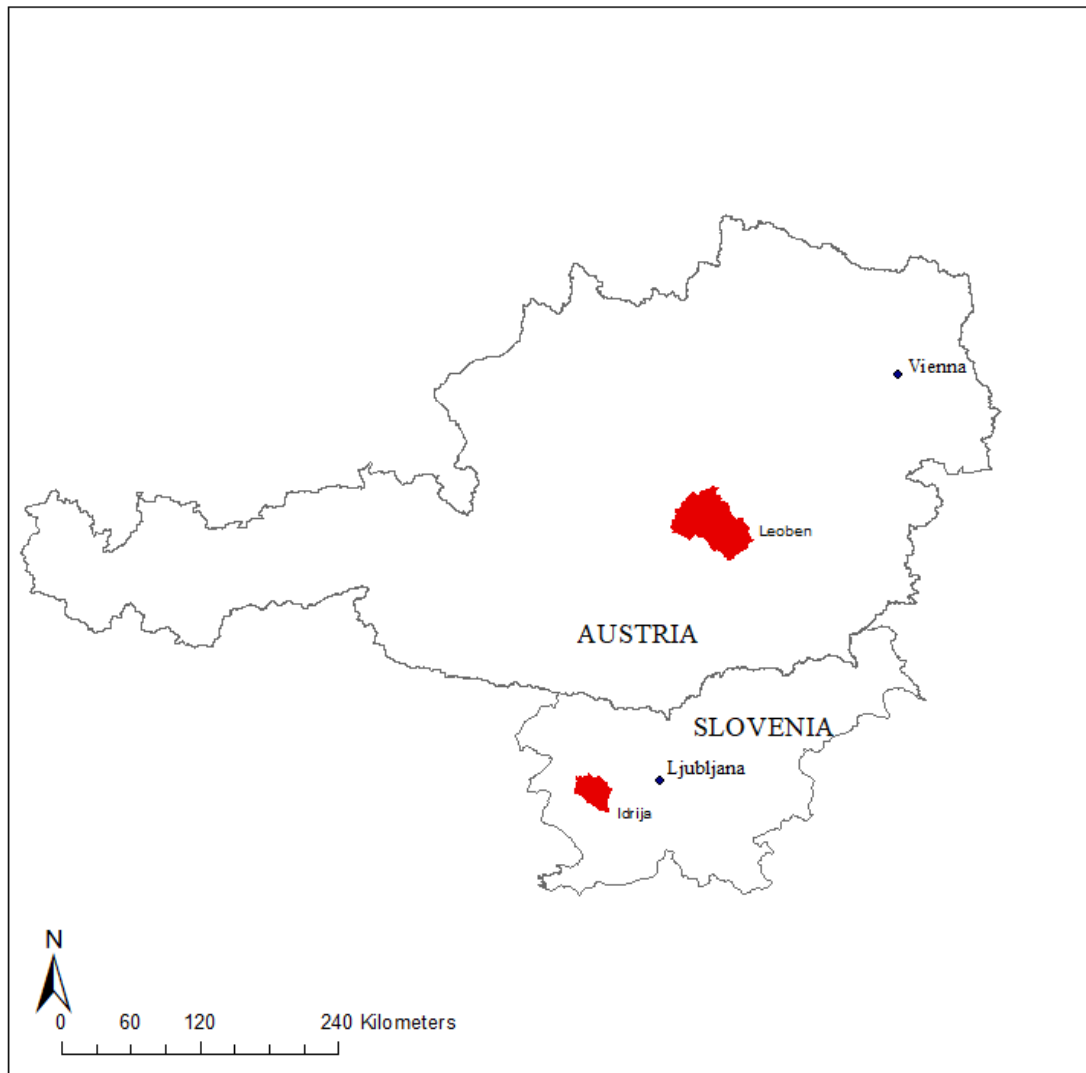 Vienna
Leoben
AUSTRIA
SLOVENIA
Ljubljana
Idrija
N
0 60 120 240 Kilometers